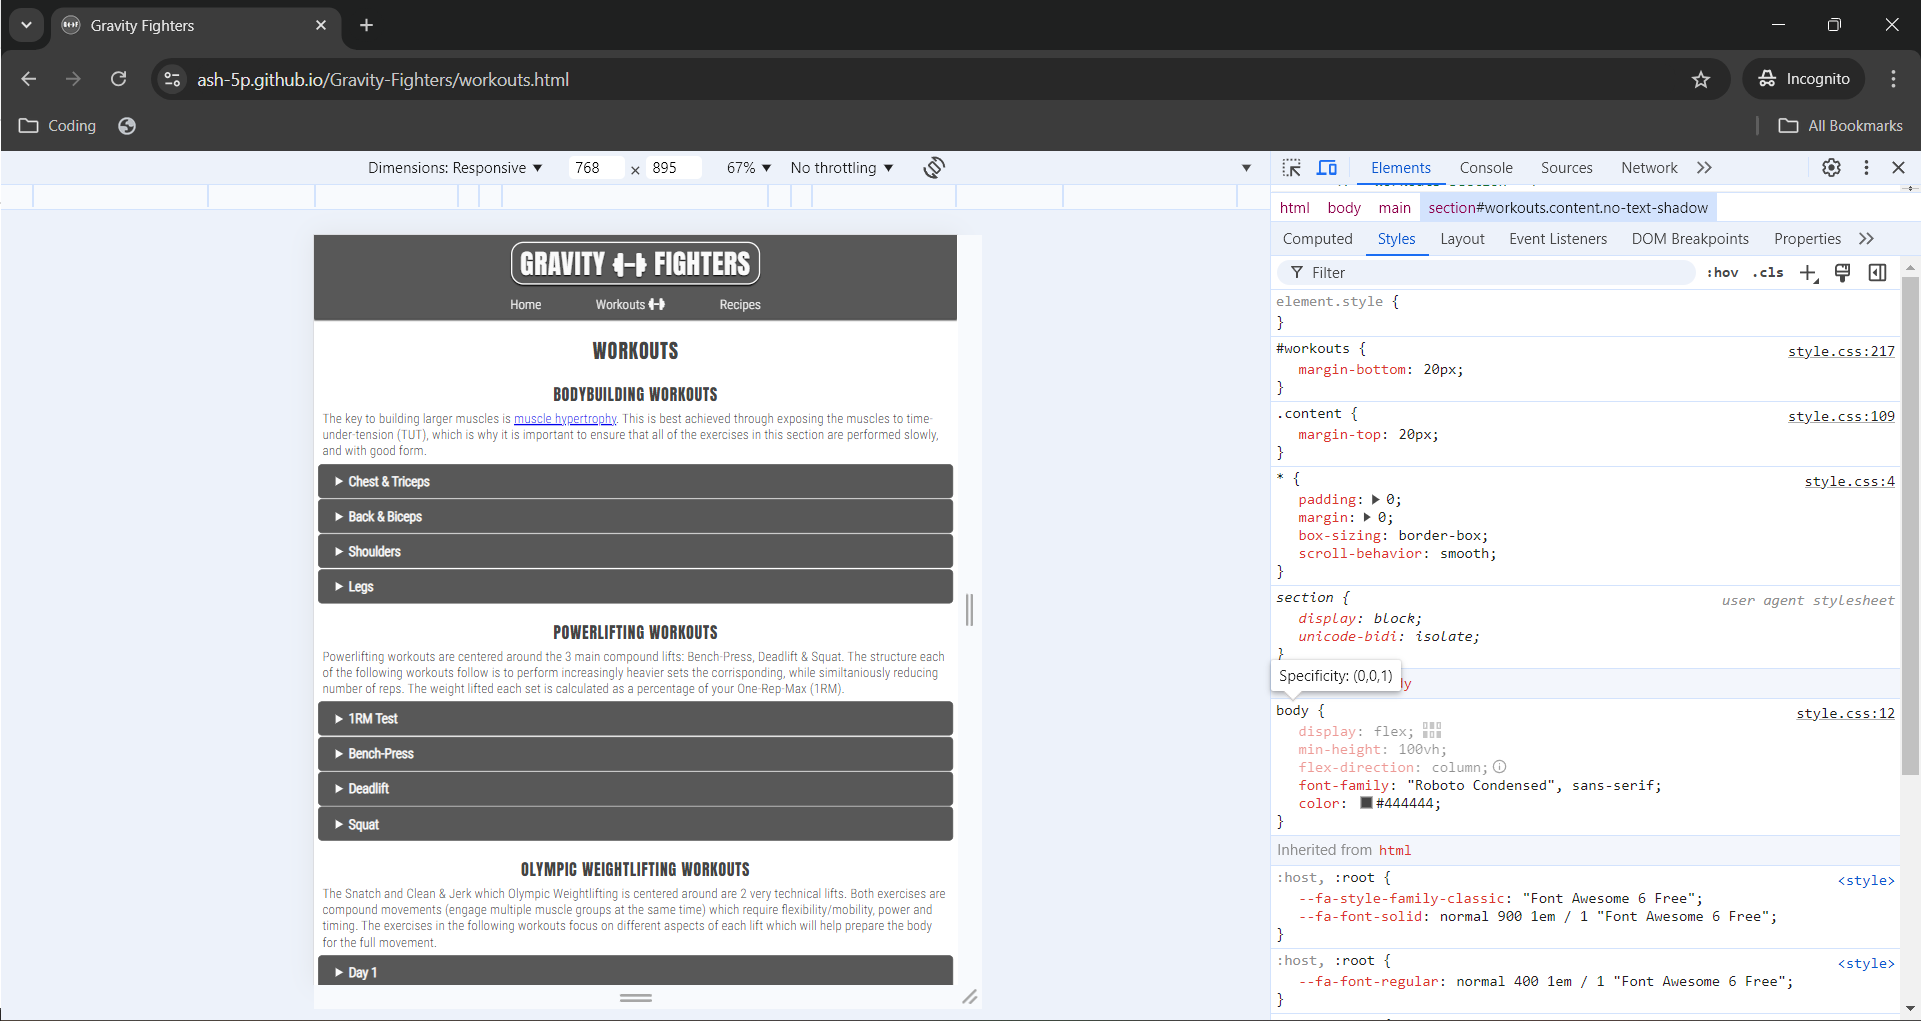 Gravity Fighters
ash-5p.github.io/Gravity-Fighters/workouts.html
Incognito
Coding
All Bookmarks
Dimensions: Responsive
768
×
895
67%
No throttling
GRAVITY FIGHTERS
Home
Workouts
Recipes
WORKOUTS
BODYBUILDING WORKOUTS
The key to building larger muscles is muscle hypertrophy. This is best achieved through exposing the muscles to time-
under-tension (TUT), which is why it is important to ensure that all of the exercises in this section are performed slowly,
and with good form.
Chest & Triceps
Back & Biceps
Shoulders
Legs
POWERLIFTING WORKOUTS
Powerlifting workouts are centered around the 3 main compound lifts: Bench-Press, Deadlift & Squat. The structure each
of the following workouts follow is to perform increasingly heavier sets the corrisponding, while similtaniously reducing
number of reps. The weight lifted each set is calculated as a percentage of your One-Rep-Max (1RM).
1RM Test
Bench-Press
Deadlift
Squat
OLYMPIC WEIGHTLIFTING WORKOUTS
The Snatch and Clean & Jerk which Olympic Weightlifting is centered around are 2 very technical lifts. Both exercises are
compound movements (engage multiple muscle groups at the same time) which require flexibility/mobility, power and
timing. The exercises in the following workouts focus on different aspects of each lift which will help prepare the body
for the full movement.
Day 1
Elements
Console
Sources
Network
html body main section#workouts.content.no-text-shadow
Computed
Styles
Layout
Event Listeners
DOM Breakpoints
Properties
Filter
:hov .cls
element.style {
}
#workouts { style.css:217
margin-bottom: 20px;
}
.content { style.css:109
margin-top: 20px;
}
* { style.css:4
padding: 0;
margin: 0;
box-sizing: border-box;
scroll-behavior: smooth;
}
section { user agent stylesheet
display: block;
unicode-bidi: isolate;
}
Specificity: (0,0,1)
body { style.css:12
display: flex;
min-height: 100vh;
flex-direction: column;
font-family: "Roboto Condensed", sans-serif;
color: #444444;
}
Inherited from html
:host, :root { <style>
--fa-style-family-classic: "Font Awesome 6 Free";
--fa-font-solid: normal 900 1em / 1 "Font Awesome 6 Free";
}
:host, :root { <style>
--fa-font-regular: normal 400 1em / 1 "Font Awesome 6 Free";
}